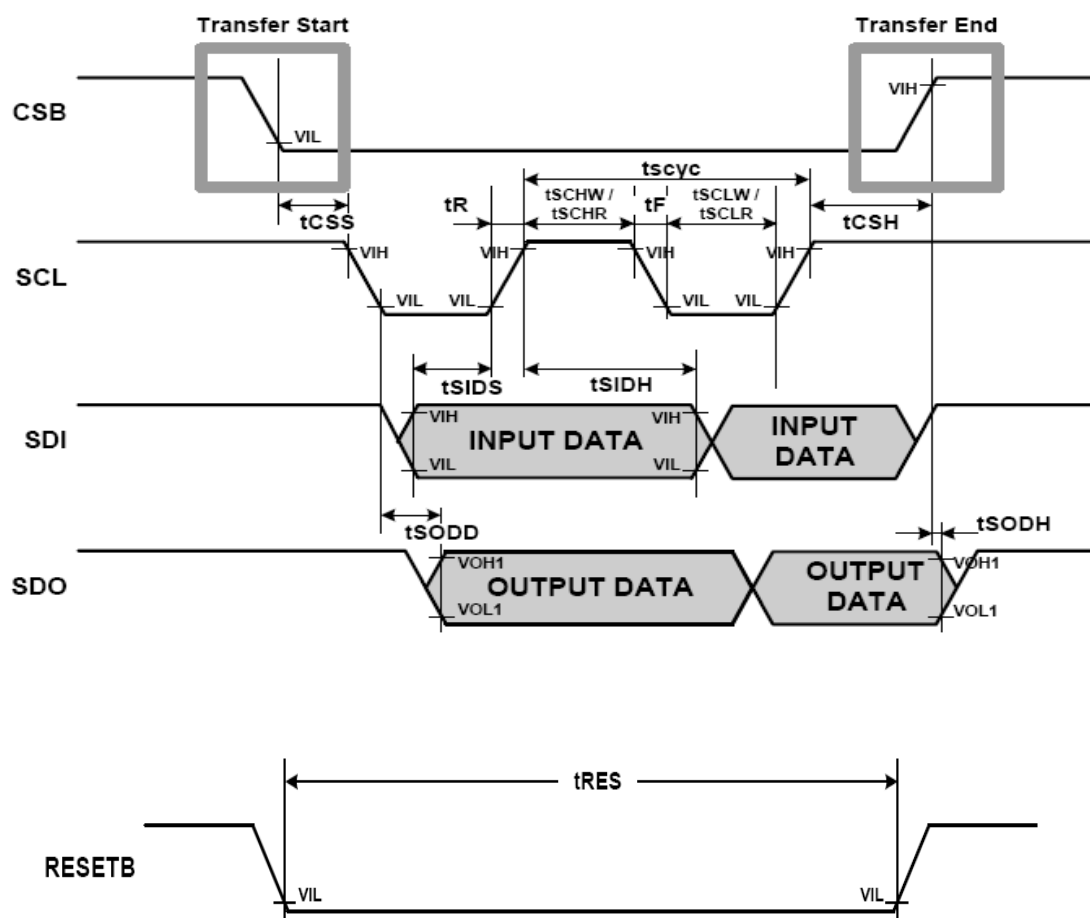 Transfer Start
Transfer End
CSB
VIL
VIH
tscyc
tCSS
tR
tSCHW /
tSCHR
tF
tSCLW /
tSCLR
tCSH
SCL
VIH
VIH
VIH
VIH
VIL
VIL
VIL
VIL
tSIDS
tSIDH
SDI
VIH
VIL
INPUT DATA
VIH
VIL
INPUT
DATA
tSODD
tSODH
SDO
VOH1
VOL1
OUTPUT DATA
OUTPUT
DATA
VOH1
VOL1
tRES
RESETB
VIL
VIL